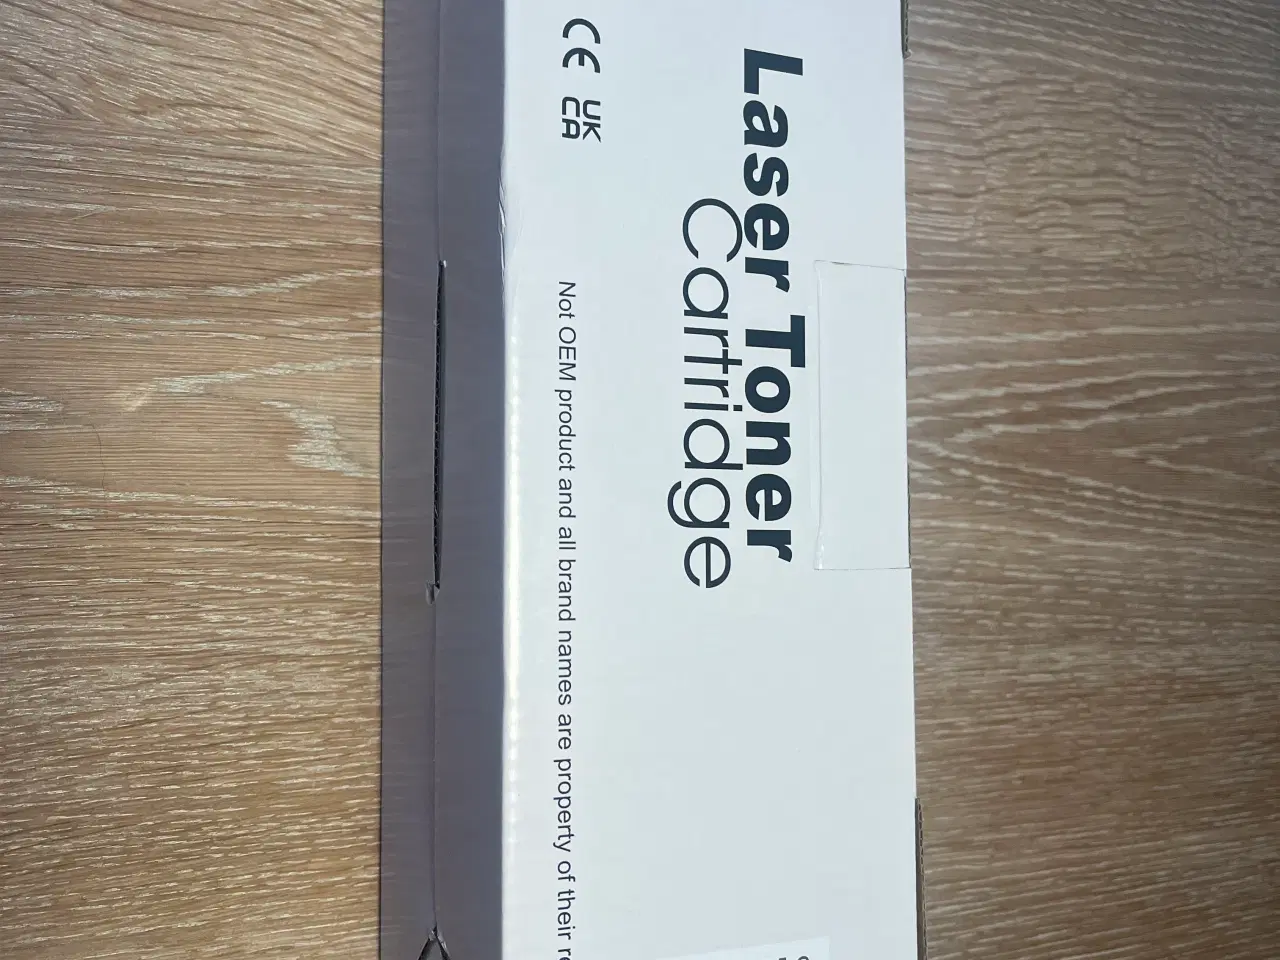 Laser Toner
Cartridge
CE UK
CA
Not OEM product and all brand names are property of their